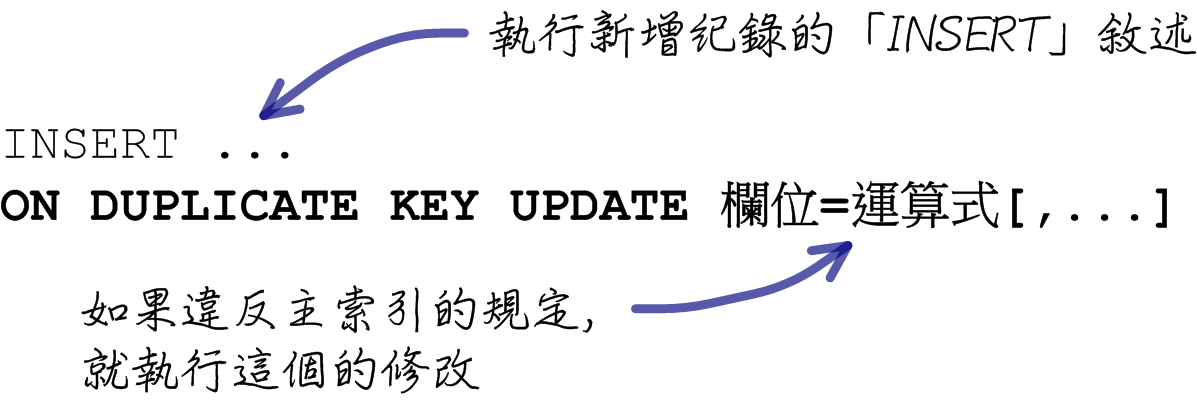 執行新增纪錄的「INSERT」敘述
INSERT ...
ON DUPLICATE KEY UPDATE 欄位=運算式[,...]
如果違反主索引的規定,
就執行這個的修改